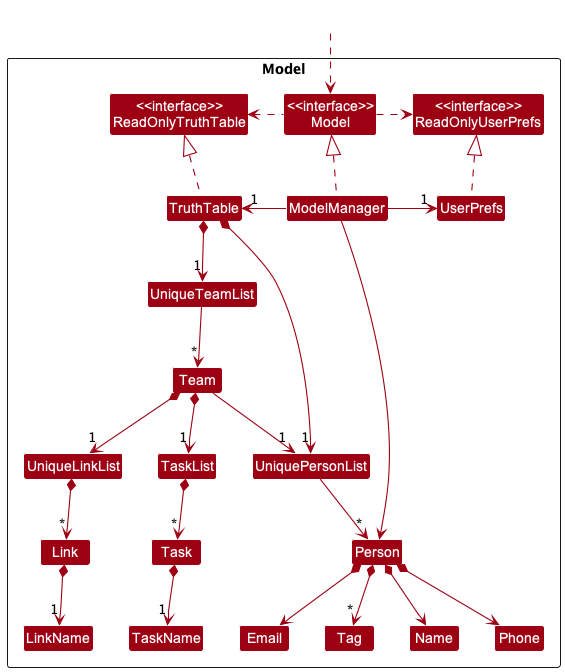 Model
<<interface>>
ReadOnlyTruthTable
<<interface>>
Model
<<interface>>
ReadOnlyUserPrefs
TruthTable
1
ModelManager
1
UserPrefs
1
UniqueTeamList
*
Team
1
1
1
1
UniqueLinkList
TaskList
UniquePersonList
*
*
*
Link
Task
Person
1
1
*
LinkName
TaskName
Email
Tag
Name
Phone